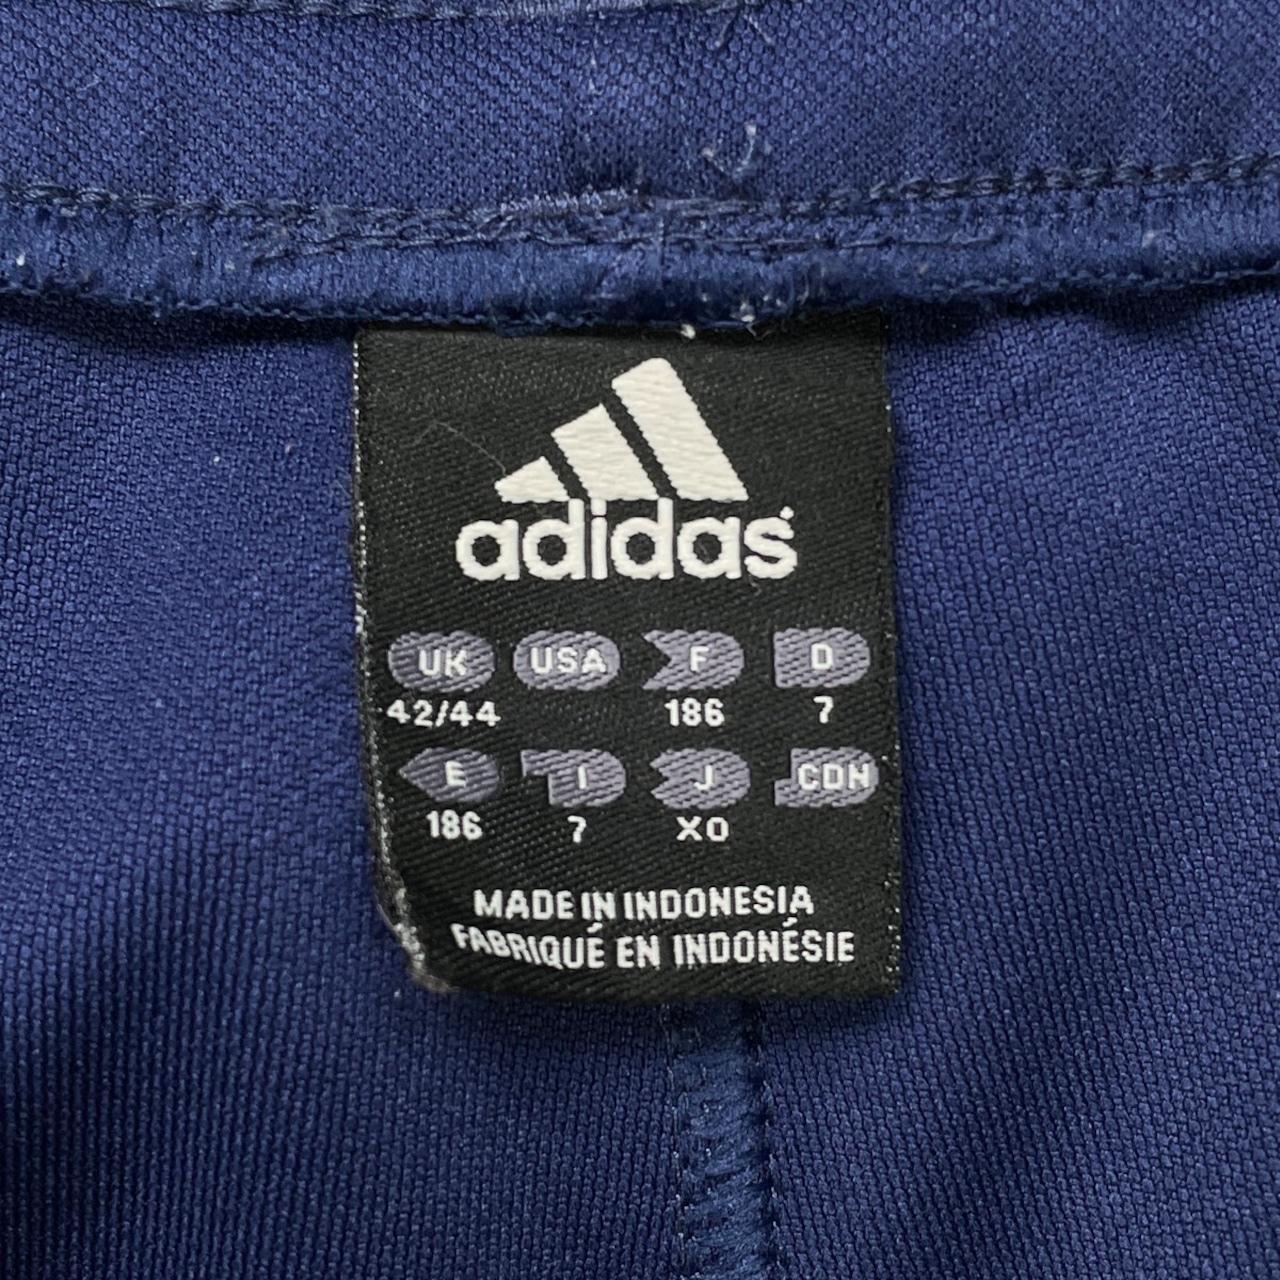 adidas
UK USA F D
42/44 186 7
E I J CDN
186 7 XO
MADE IN INDONESIA
FABRIQUÉ EN INDONÉSIE